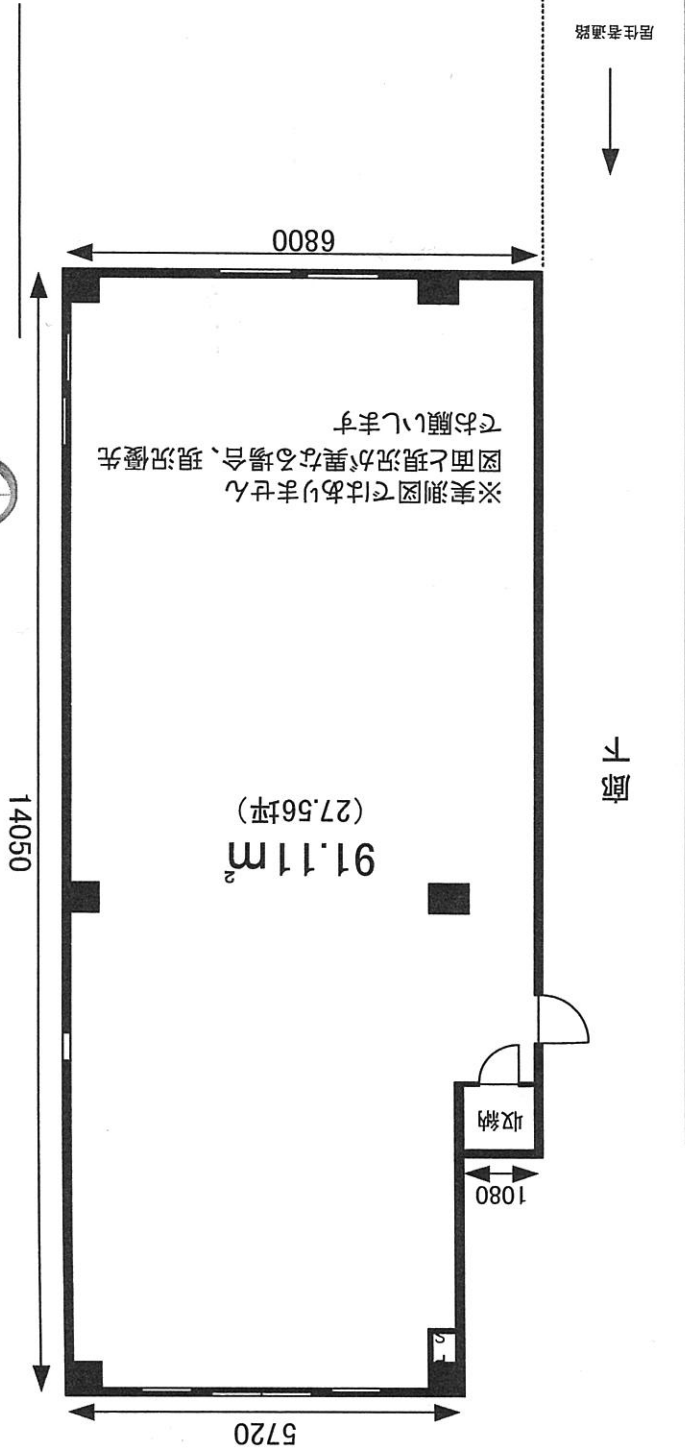 5720
1080
収納
14050
廊下
91.11㎡
(27.56坪)
※実測図ではありません
図面と現況が異なる場合、現況優先
でお願いします
6800
居住者通路